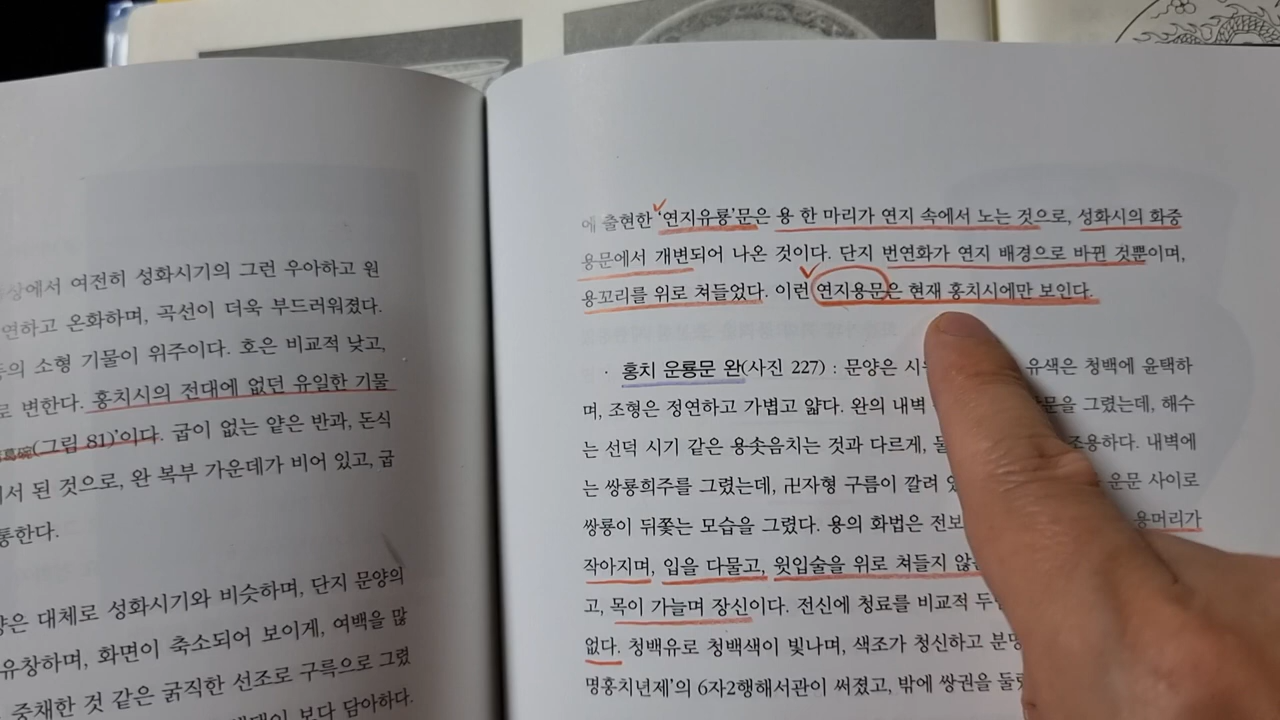 상에서 여전히 성화시기의 그런 우아하고 원
연하고 온화하며, 곡선이 더욱 부드러워졌다.
등의 소형 기물이 위주이다. 호은 비교적 낮고,
로 변한다. 홍치시의 전대에 없던 유일한 기물
碗(그림 81)'이다. 굽이 없는 얕은 반과, 돈식
서 된 것으로, 완 복부 가운데가 비어 있고, 굽
통한다.
양은 대체로 성화시기와 비슷하며, 단지 문양의
유창하며, 화면이 축소되어 보이게, 여백을 많
중채한 것 같은 굵직한 선조로 구륵으로 그렸
보다 담아하다.
에 출현한 '연지유룡'문은 용 한 마리가 연지 속에서 노는 것으로, 성화시의 화중
용문에서 개변되어 나온 것이다. 단지 번연화가 연지 배경으로 바뀐 것뿐이며,
용꼬리를 위로 쳐들었다. 이런 연지용문은 현재 홍치시에만 보인다.
· 홍치 운룡문 완(사진 227) : 문양은 유색은 청백에 윤택하
며, 조형은 정연하고 가볍고 얇다. 완의 내벽 그렸는데, 해수
는 선덕 시기 같은 용솟음치는 것과 다르게, 조용하다. 내벽에
는 쌍룡희주를 그렸는데, 卍자형 구름이 깔려 운문 사이로
쌍룡이 뒤쫓는 모습을 그렸다. 용의 화법은 용머리가
작아지며, 입을 다물고, 윗입술을 위로 쳐들지
고, 목이 가늘며 장신이다. 전신에 청료를 비교적
없다. 청백유로 청백색이 빛나며, 색조가 청신하고
명홍치년제'의 6자2행해서관이 써졌고, 밖에 쌍권을